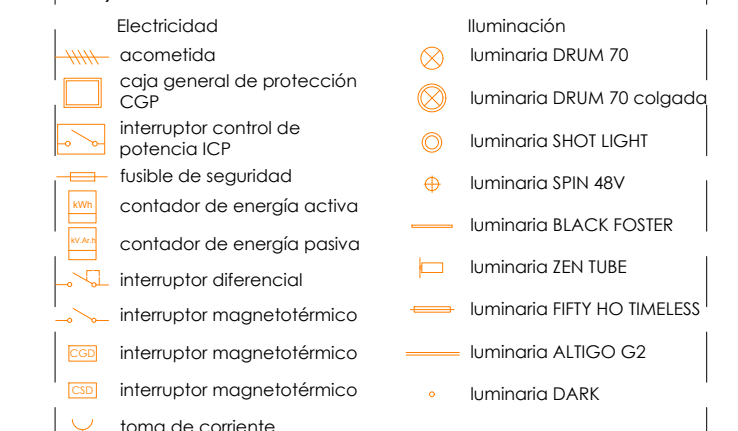 Electricidad
acometida
caja general de protección
CGP
interruptor control de
potencia ICP
fusible de seguridad
kWh
contador de energía activa
kV.Ar.h
contador de energía pasiva
interruptor diferencial
interruptor magnetotérmico
CGD
interruptor magnetotérmico
CSD
interruptor magnetotérmico
toma de corriente
Iluminación
luminaria DRUM 70
luminaria DRUM 70 colgada
luminaria SHOT LIGHT
luminaria SPIN 48V
luminaria BLACK FOSTER
luminaria ZEN TUBE
luminaria FIFTY HO TIMELESS
luminaria ALTIGO G2
luminaria DARK